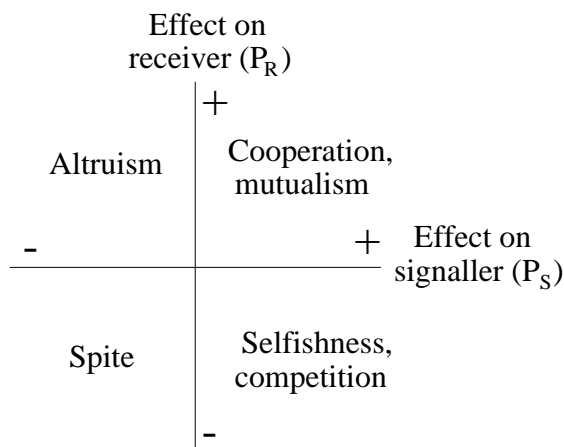 Effect on
receiver (P_R)
+
Altruism
Cooperation,
mutualism
-
+
Effect on
signaller (P_S)
Spite
Selfishness,
competition
-